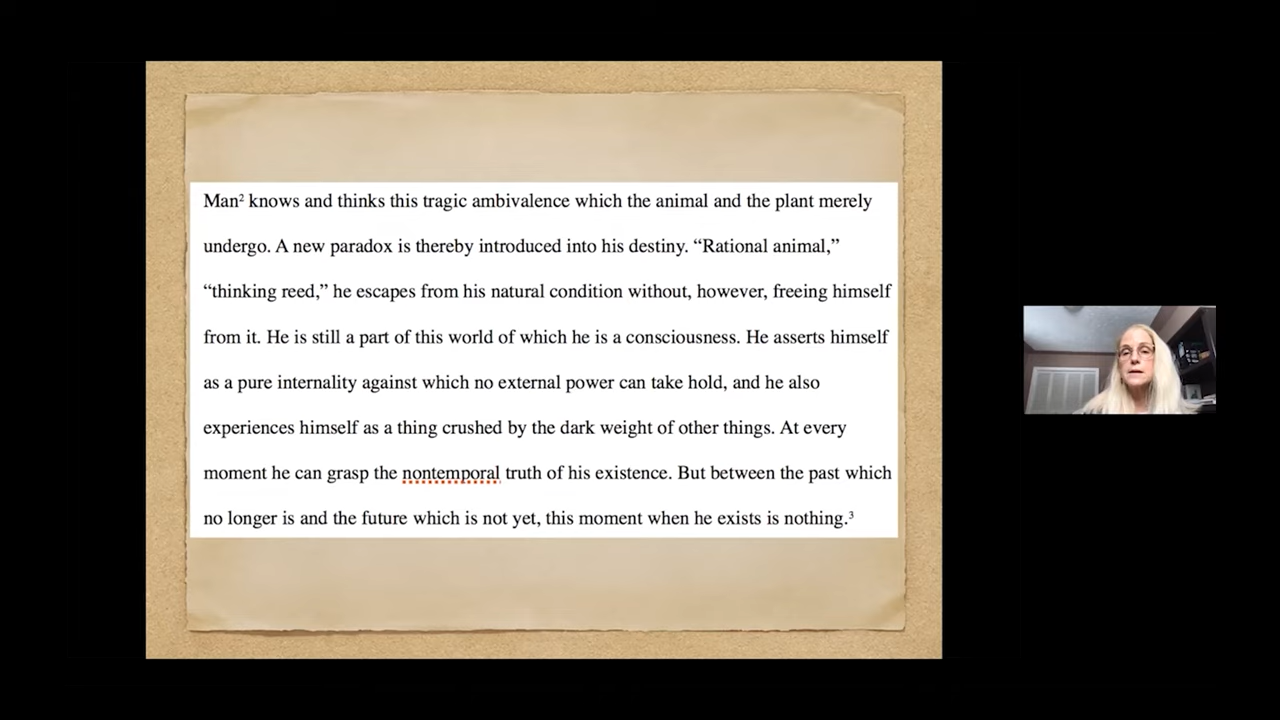 Man² knows and thinks this tragic ambivalence which the animal and the plant merely
undergo. A new paradox is thereby introduced into his destiny. “Rational animal,”
“thinking reed,” he escapes from his natural condition without, however, freeing himself
from it. He is still a part of this world of which he is a consciousness. He asserts himself
as a pure internality against which no external power can take hold, and he also
experiences himself as a thing crushed by the dark weight of other things. At every
moment he can grasp the nontemporal truth of his existence. But between the past which
no longer is and the future which is not yet, this moment when he exists is nothing.³